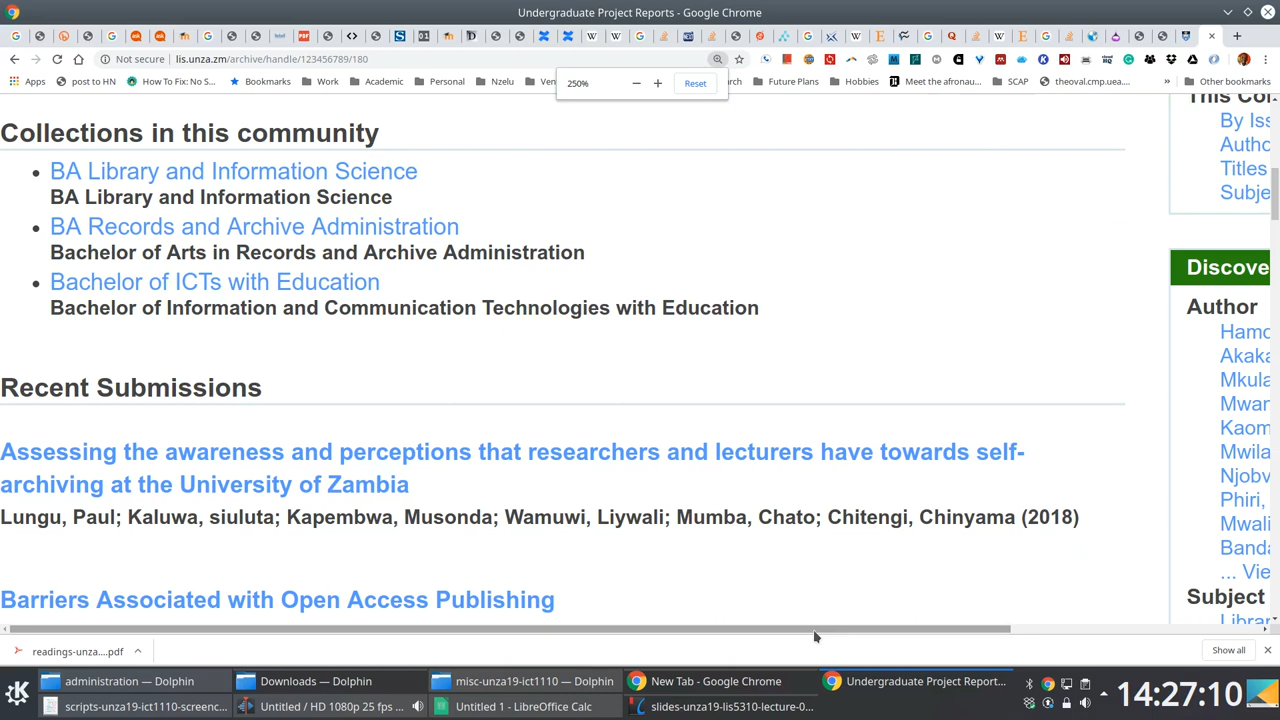 Undergraduate Project Reports - Google Chrome
Not secure | lis.unza.zm/archive/handle/123456789/180
Apps post to HN How To Fix: No S... Bookmarks Work Academic Personal Nzelu Future Plans Hobbies Meet the afronau... SCAP theoval.cmp.uea.... » Other bookmarks
250% Reset
Collections in this community
BA Library and Information Science
BA Library and Information Science
BA Records and Archive Administration
Bachelor of Arts in Records and Archive Administration
Bachelor of ICTs with Education
Bachelor of Information and Communication Technologies with Education
Recent Submissions
Assessing the awareness and perceptions that researchers and lecturers have towards self-
archiving at the University of Zambia
Lungu, Paul; Kaluwa, siuluta; Kapembwa, Musonda; Wamuwi, Liywali; Mumba, Chato; Chitengi, Chinyama (2018)
Barriers Associated with Open Access Publishing
This Co
By Iss
Autho
Titles
Subje
Discove
Author
Hamo
Akaka
Mkula
Mwan
Kaom
Mwila
Njobv
Phiri,
Mwali
Banda
... Vie
Subject
Librar
readings-unza....pdf Show all
administration — Dolphin Downloads — Dolphin misc-unza19-ict1110 — Dolphin New Tab - Google Chrome Undergraduate Project Report...
scripts-unza19-ict1110-screenc... Untitled / HD 1080p 25 fps ... Untitled 1 - LibreOffice Calc slides-unza19-lis5310-lecture-0...
14:27:10